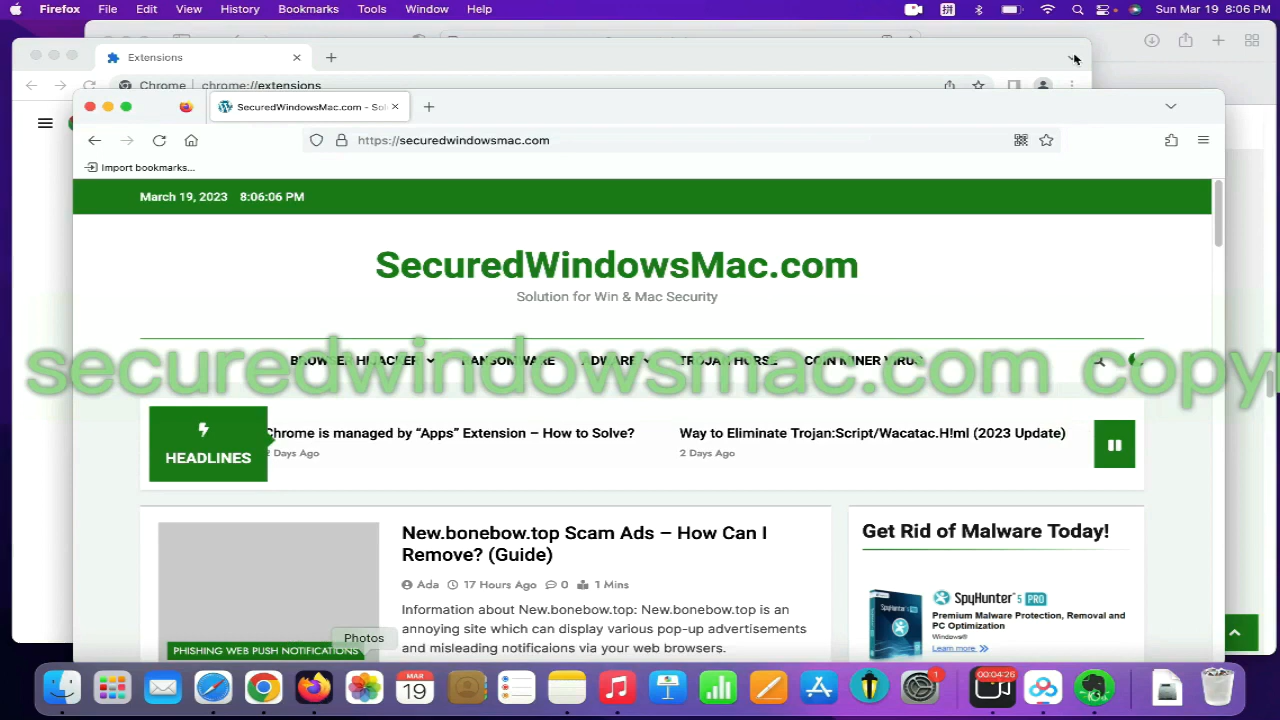 Firefox File Edit View History Bookmarks Tools Window Help Sun Mar 19 8:06 PM
Extensions
Chrome chrome://extensions
SecuredWindowsMac.com - Sol
https://securedwindowsmac.com
Import bookmarks...
March 19, 2023 8:06:06 PM
SecuredWindowsMac.com
Solution for Win & Mac Security
BROWSER HIJACKER RANSOMWARE ADWARE TROJAN HORSE COIN MINER VIRUS
securedwindowsmac.com copy
HEADLINES
Chrome is managed by “Apps” Extension – How to Solve?
2 Days Ago
Way to Eliminate Trojan:Script/Wacatac.H!ml (2023 Update)
2 Days Ago
New.bonebow.top Scam Ads – How Can I
Remove? (Guide)
Ada 17 Hours Ago 0 1 Mins
Information about New.bonebow.top: New.bonebow.top is an
annoying site which can display various pop-up advertisements
and misleading notificaions via your web browsers.
PHISHING WEB PUSH NOTIFICATIONS
Get Rid of Malware Today!
SpyHunter 5 PRO
Premium Malware Protection, Removal and
PC Optimization
Windows®
Learn more
Photos
MAR
19
1
00:04:26